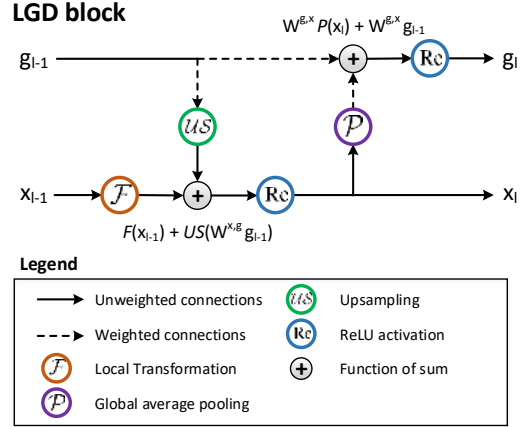 LGD block
W^{g,x} P(x_l) + W^{g,x} g_{l-1}
g_{l-1} + Re g_l
US P
x_{l-1} F + Re x_l
F(x_{l-1}) + US(W^{x,g} g_{l-1})
Legend
Unweighted connections US Upsampling
Weighted connections Re ReLU activation
F Local Transformation + Function of sum
P Global average pooling